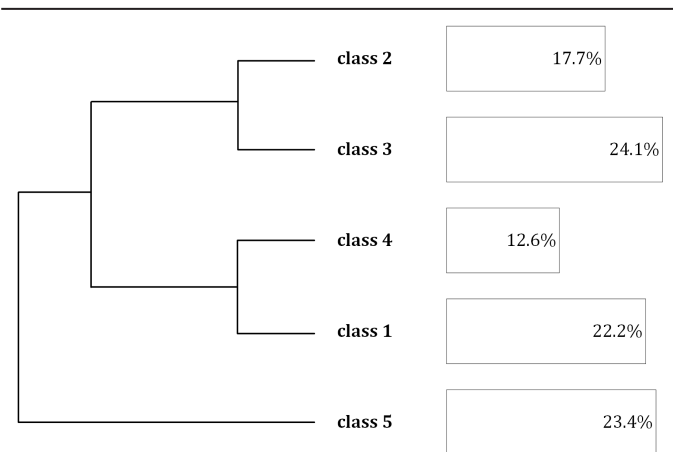 class 2 17.7%
class 3 24.1%
class 4 12.6%
class 1 22.2%
class 5 23.4%